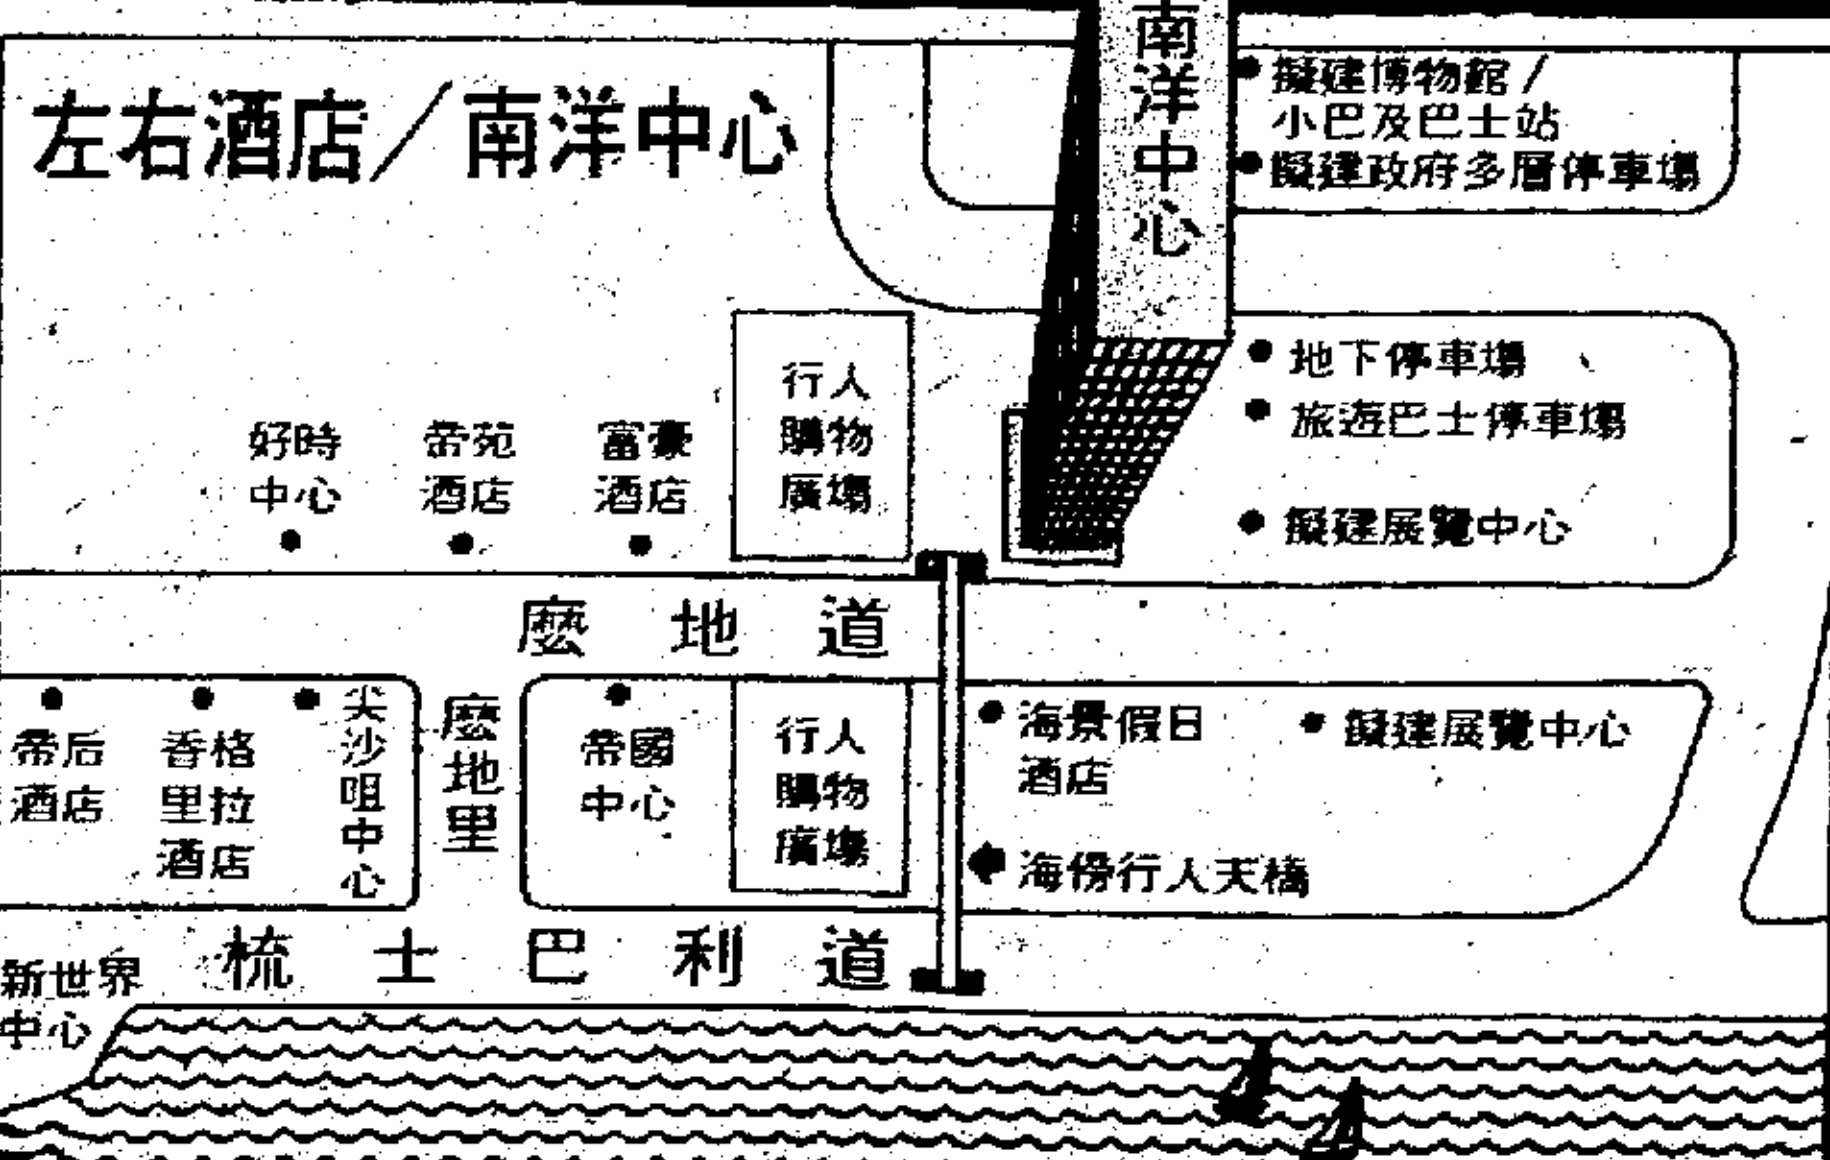 南洋中心
擬建博物館/
小巴及巴士站
擬建政府多層停車場
左右酒店/南洋中心
地下停車場
旅遊巴士停車場
擬建展覽中心
行人
購物
廣場
好時
中心
帝苑
酒店
富豪
酒店
麽地道
帝后
酒店
香格
里拉
酒店
尖沙咀中心
麽地里
帝國
中心
行人
購物
廣場
海景假日
酒店
擬建展覽中心
海傍行人天橋
梳士巴利道
新世界
中心